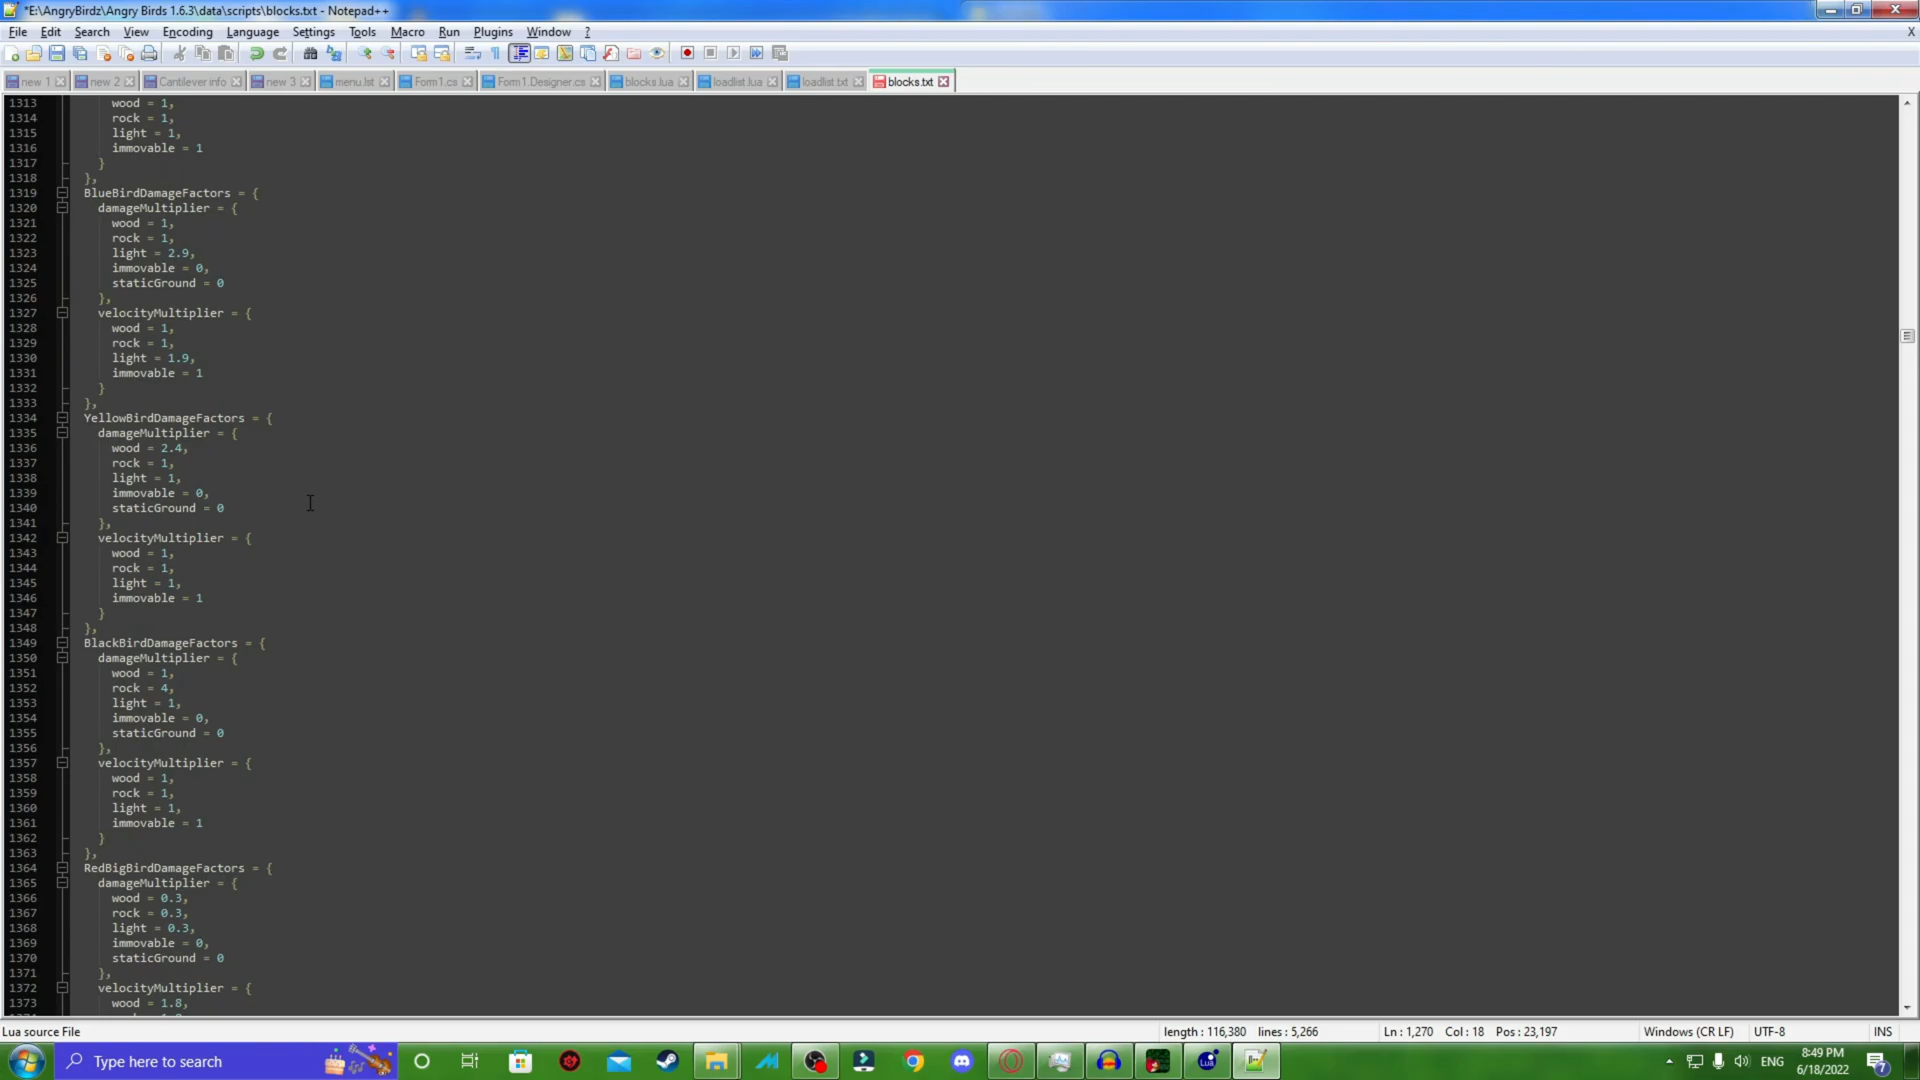 *E:\AngryBirdz\Angry Birds 1.6.3\data\scripts\blocks.txt - Notepad++
File Edit Search View Encoding Language Settings Tools Macro Run Plugins Window ? X
new 1 new 2 Cantilever info new 3 menu.lst Form1.cs Form1.Designer.cs blocks.lua loadlist.lua loadlist.txt blocks.txt
1313 wood = 1,
1314 rock = 1,
1315 light = 1,
1316 immovable = 1
1317 }
1318 },
1319 BlueBirdDamageFactors = {
1320 damageMultiplier = {
1321 wood = 1,
1322 rock = 1,
1323 light = 2.9,
1324 immovable = 0,
1325 staticGround = 0
1326 },
1327 velocityMultiplier = {
1328 wood = 1,
1329 rock = 1,
1330 light = 1.9,
1331 immovable = 1
1332 }
1333 },
1334 YellowBirdDamageFactors = {
1335 damageMultiplier = {
1336 wood = 2.4,
1337 rock = 1,
1338 light = 1,
1339 immovable = 0,
1340 staticGround = 0
1341 },
1342 velocityMultiplier = {
1343 wood = 1,
1344 rock = 1,
1345 light = 1,
1346 immovable = 1
1347 }
1348 },
1349 BlackBirdDamageFactors = {
1350 damageMultiplier = {
1351 wood = 1,
1352 rock = 4,
1353 light = 1,
1354 immovable = 0,
1355 staticGround = 0
1356 },
1357 velocityMultiplier = {
1358 wood = 1,
1359 rock = 1,
1360 light = 1,
1361 immovable = 1
1362 }
1363 },
1364 RedBigBirdDamageFactors = {
1365 damageMultiplier = {
1366 wood = 0.3,
1367 rock = 0.3,
1368 light = 0.3,
1369 immovable = 0,
1370 staticGround = 0
1371 },
1372 velocityMultiplier = {
1373 wood = 1.8,
Lua source File length : 116,380 lines : 5,266 Ln : 1,270 Col : 18 Pos : 23,197 Windows (CR LF) UTF-8 INS
Type here to search ENG 8:49 PM
6/18/2022 7